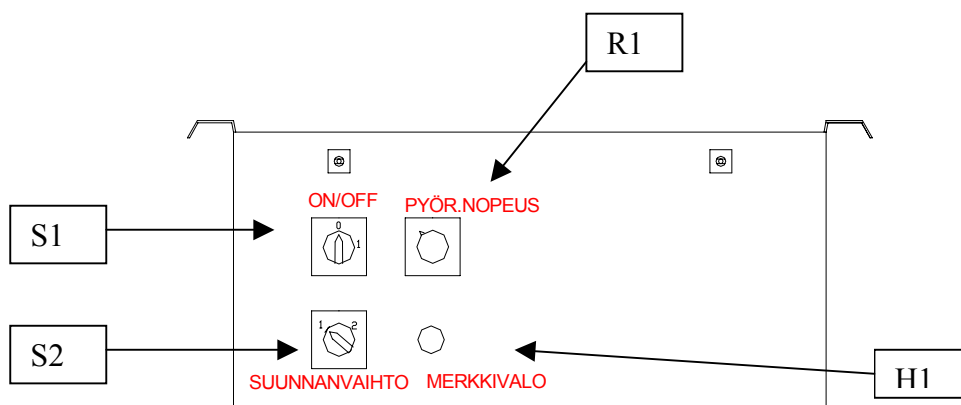 R1
ON/OFF PYÖR.NOPEUS
S1
0
1
S2
1 2
SUUNNANVAIHTO MERKKIVALO
H1